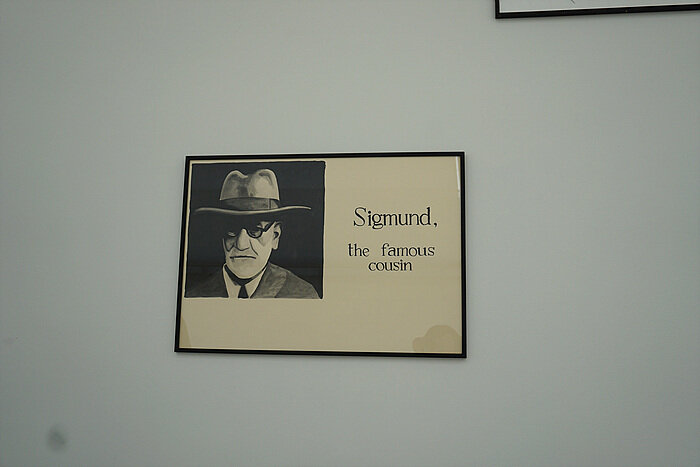 Sigmund,
the famous
cousin